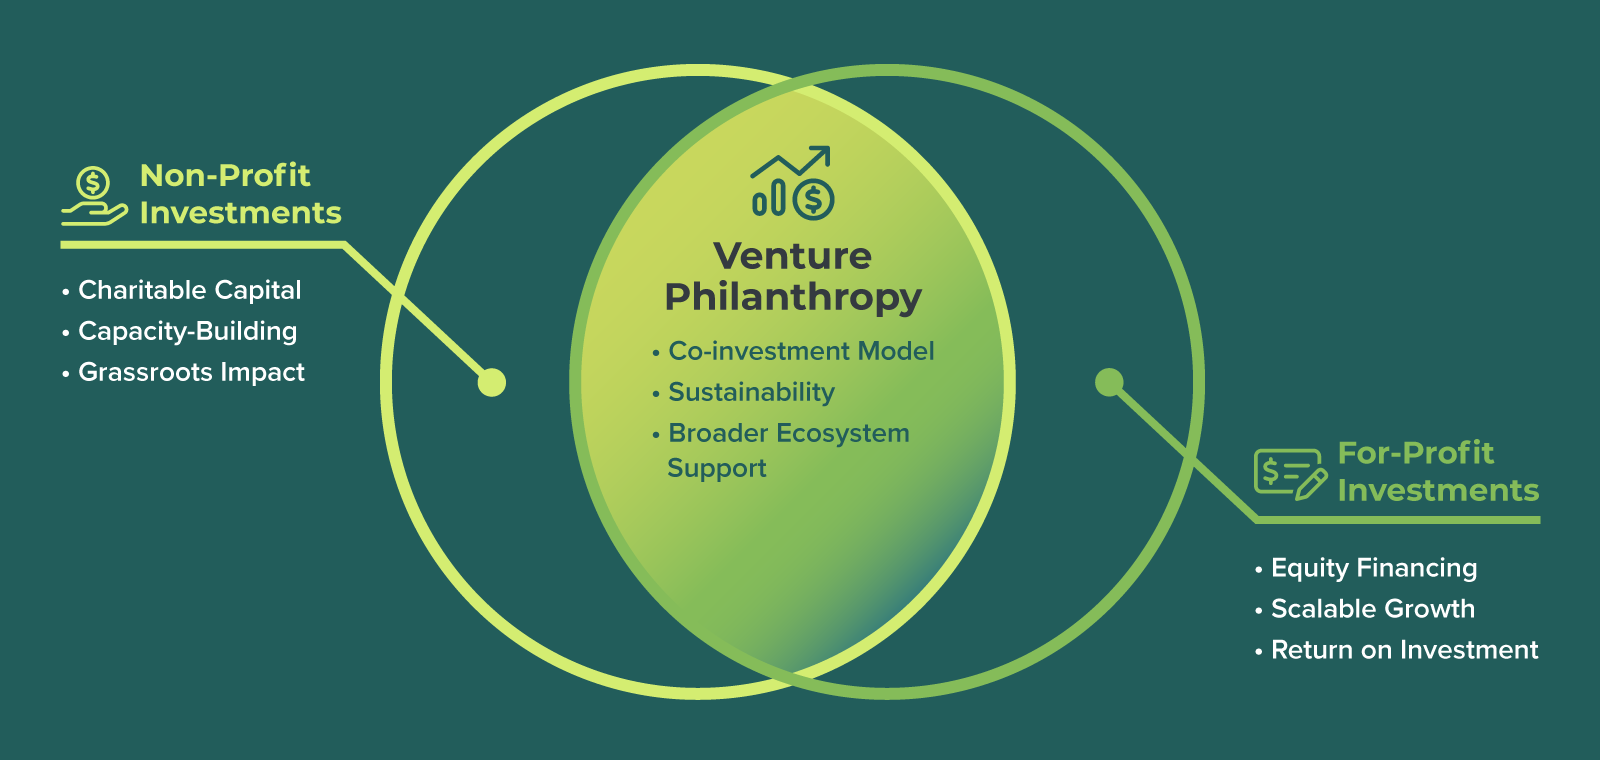 Non-Profit
Investments
• Charitable Capital
• Capacity-Building
• Grassroots Impact
Venture
Philanthropy
• Co-investment Model
• Sustainability
• Broader Ecosystem
Support
For-Profit
Investments
• Equity Financing
• Scalable Growth
• Return on Investment